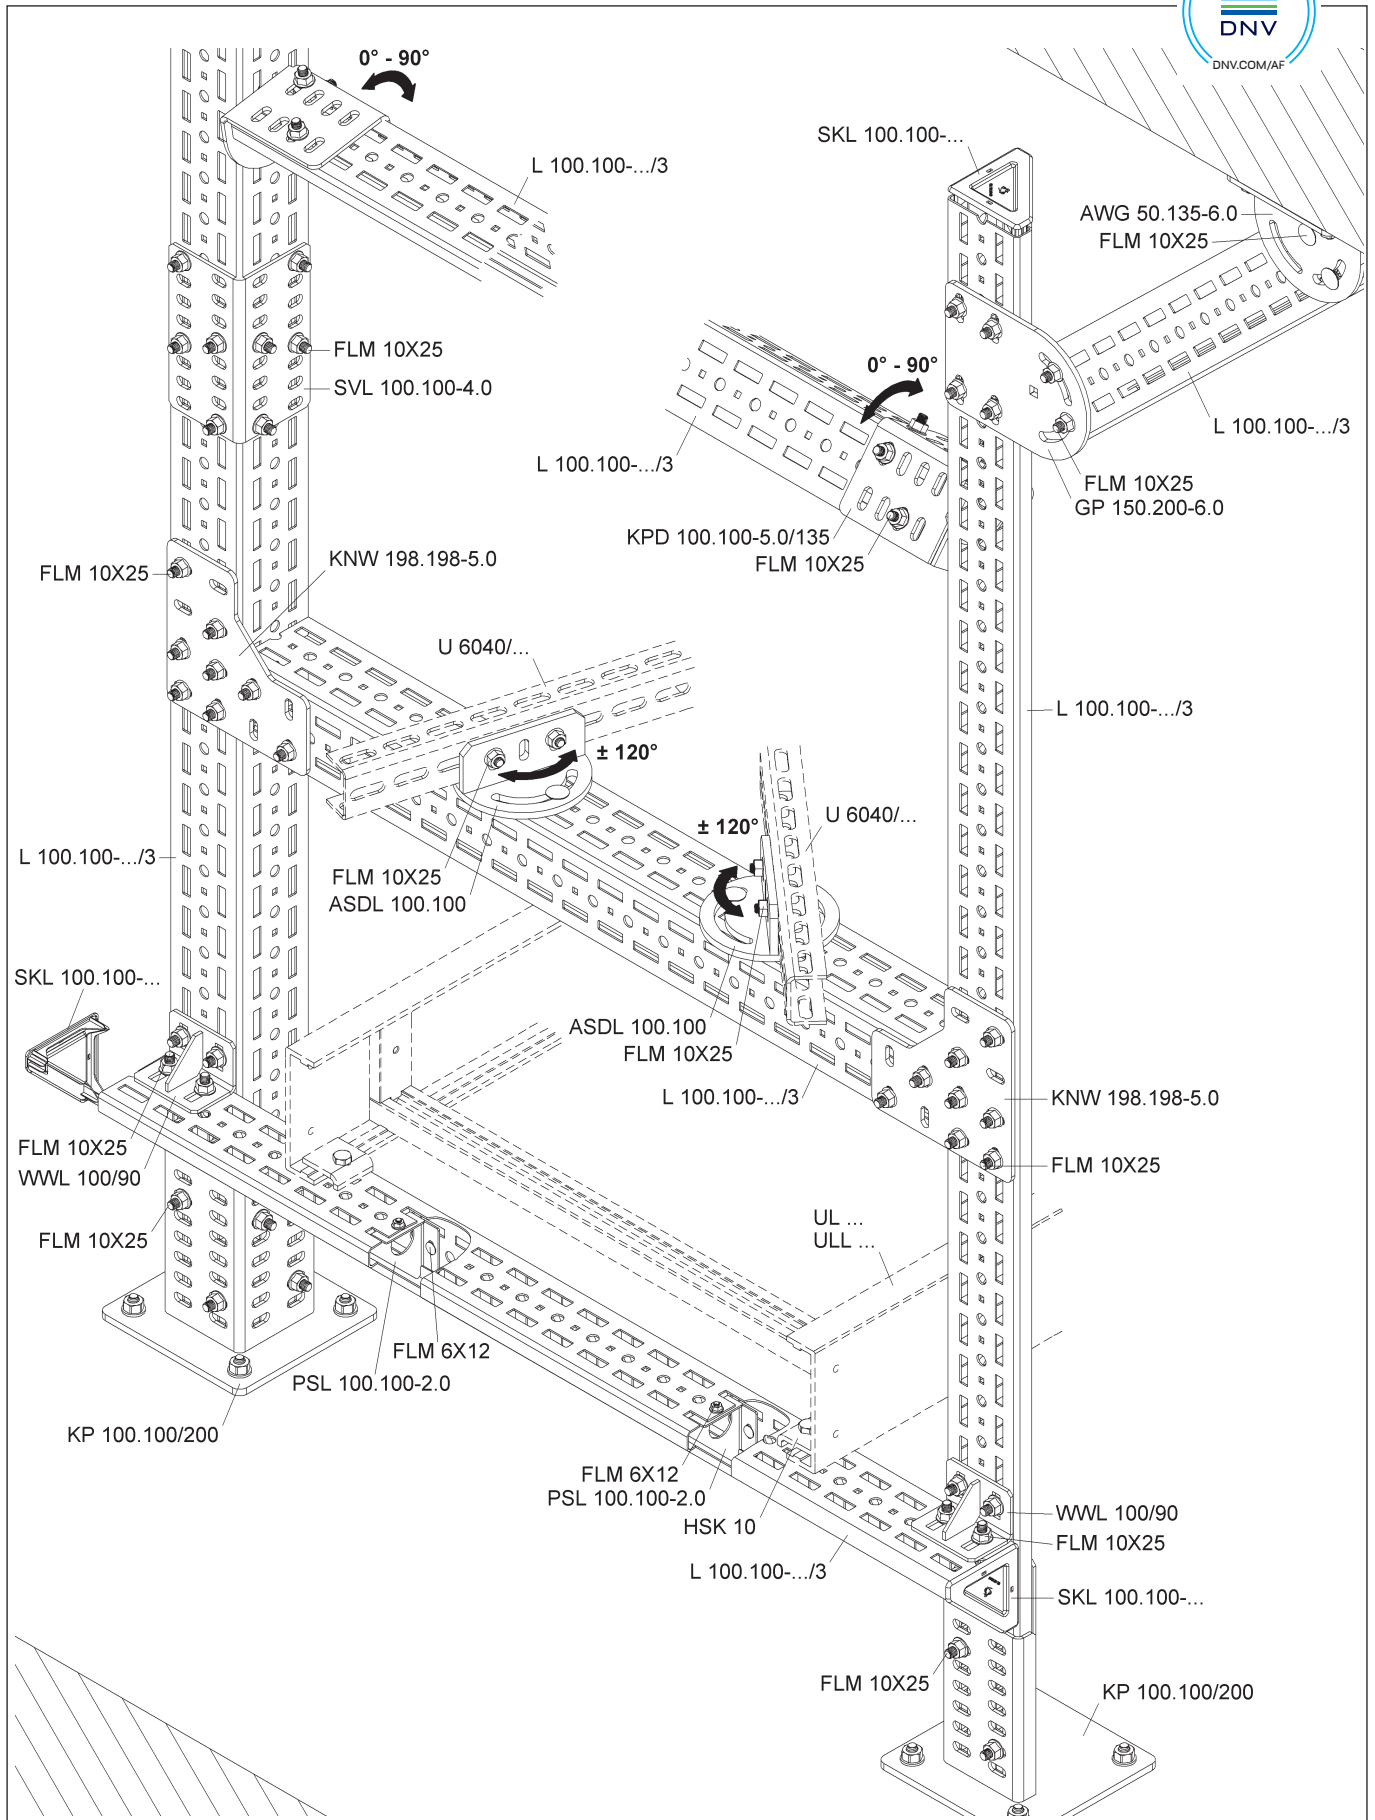 DNV
DNV.COM/AF
0° - 90°
SKL 100.100-...
L 100.100-.../3
AWG 50.135-6.0
FLM 10X25
FLM 10X25
SVL 100.100-4.0
0° - 90°
L 100.100-.../3
L 100.100-.../3
FLM 10X25
GP 150.200-6.0
KPD 100.100-5.0/135
FLM 10X25
KNW 198.198-5.0
FLM 10X25
U 6040/...
L 100.100-.../3
± 120°
U 6040/...
± 120°
L 100.100-.../3
FLM 10X25
ASDL 100.100
SKL 100.100-...
ASDL 100.100
FLM 10X25
L 100.100-.../3
KNW 198.198-5.0
FLM 10X25
WWL 100/90
FLM 10X25
FLM 10X25
UL ...
ULL ...
FLM 6X12
PSL 100.100-2.0
KP 100.100/200
FLM 6X12
PSL 100.100-2.0
HSK 10
L 100.100-.../3
WWL 100/90
FLM 10X25
SKL 100.100-...
FLM 10X25
KP 100.100/200